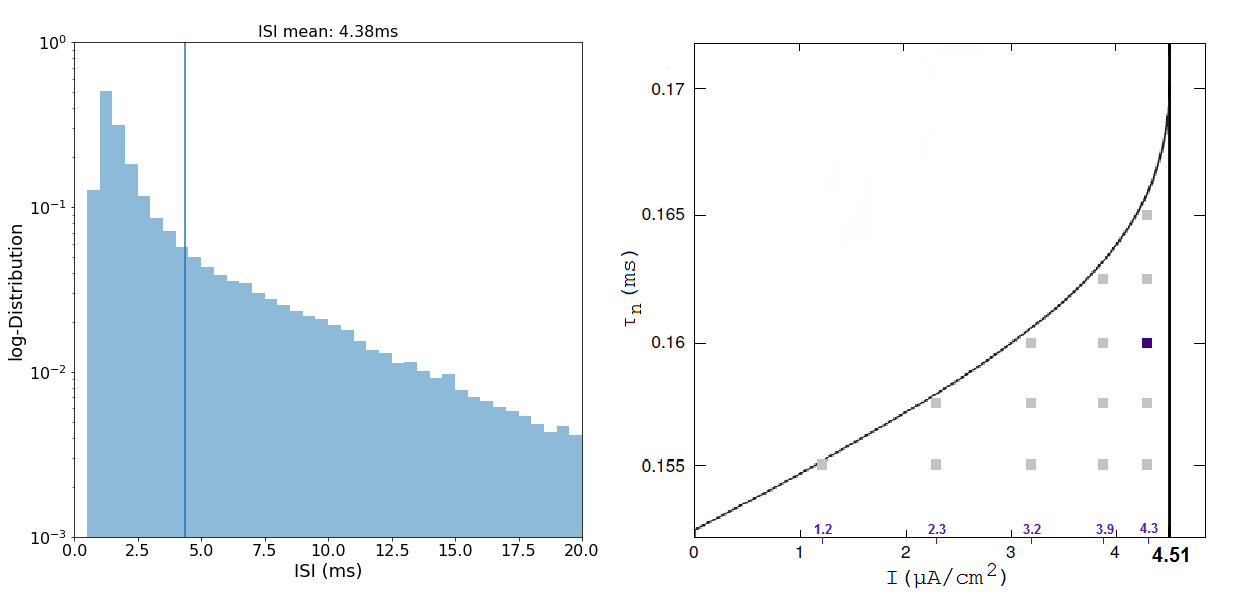 ISI mean: 4.38ms
10⁰
10⁻¹
10⁻²
10⁻³
log-Distribution
0.0 2.5 5.0 7.5 10.0 12.5 15.0 17.5 20.0
ISI (ms)
0.17
0.165
0.16
0.155
τn (ms)
1.2 2.3 3.2 3.9 4.3
0 1 2 3 4 4.51
I (μA/cm²)